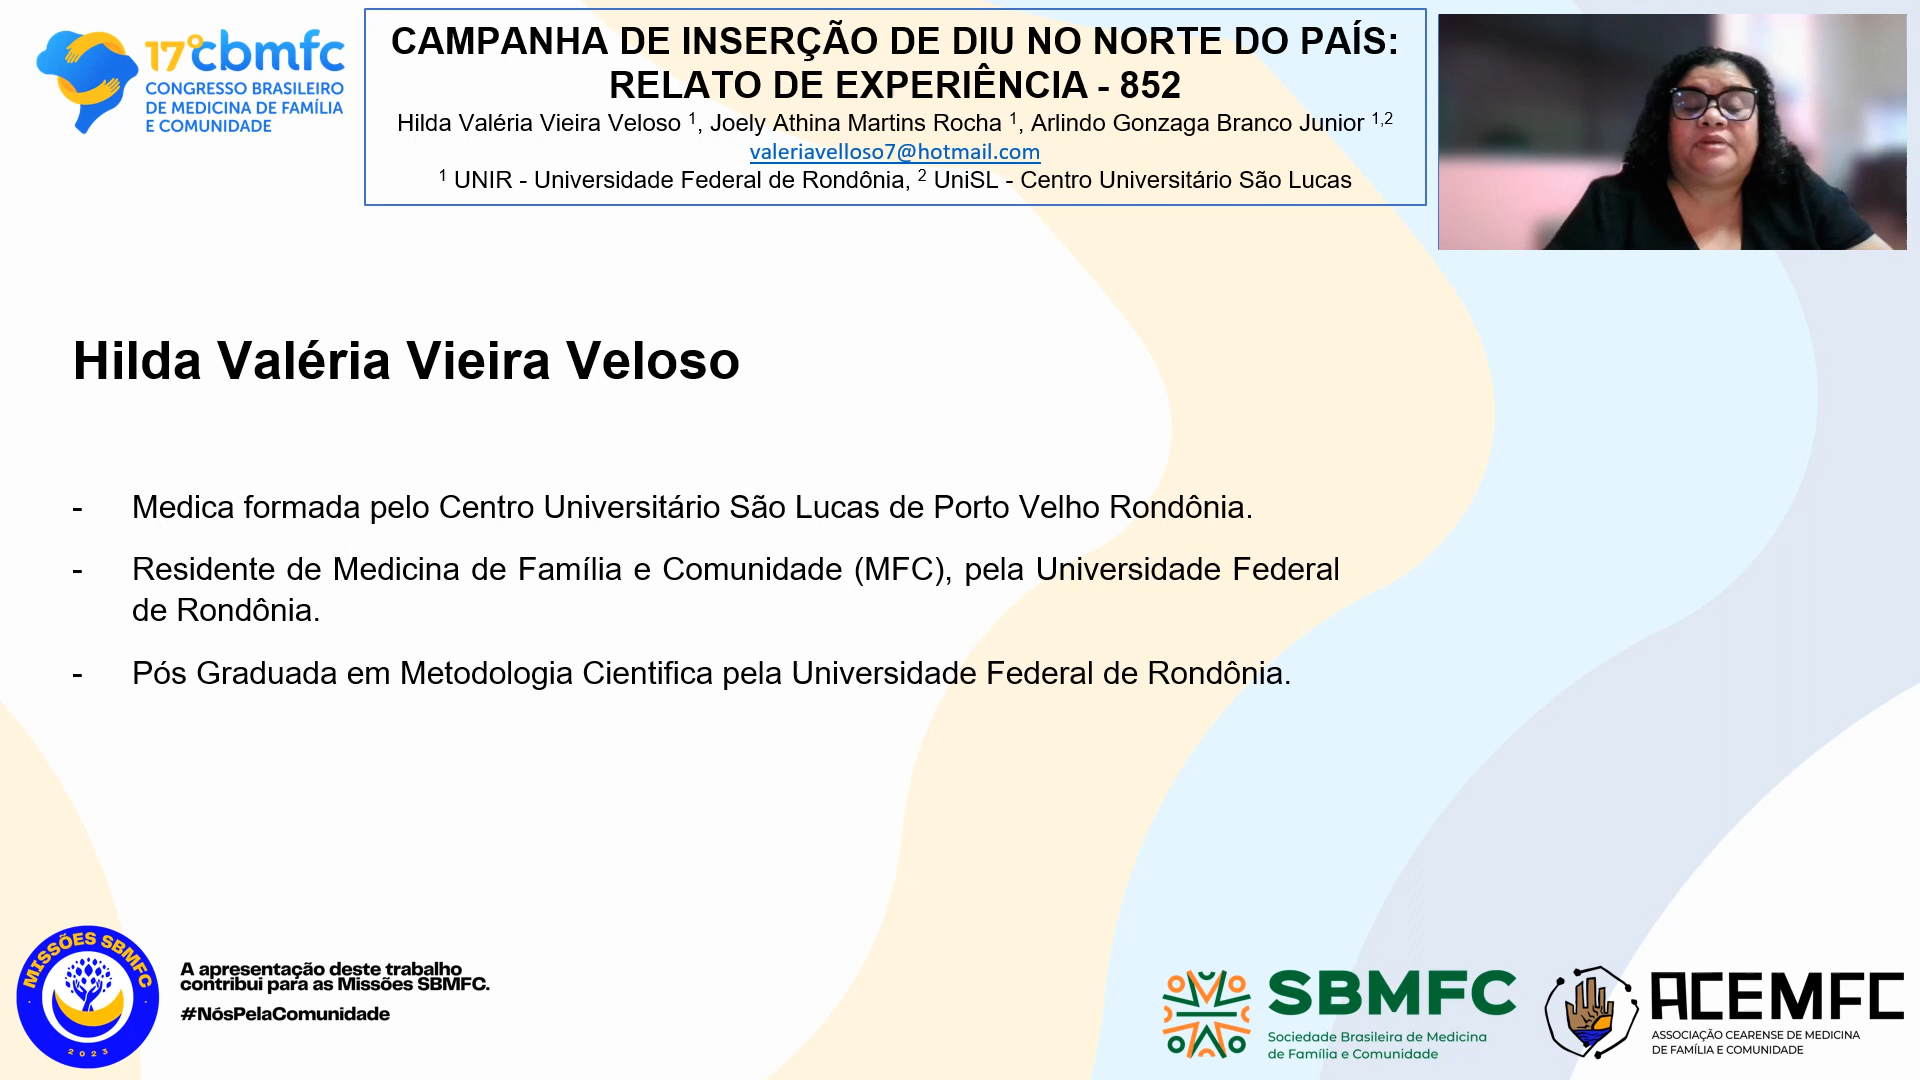 17º cbmfc
CONGRESSO BRASILEIRO
DE MEDICINA DE FAMÍLIA
E COMUNIDADE
CAMPANHA DE INSERÇÃO DE DIU NO NORTE DO PAÍS:
RELATO DE EXPERIÊNCIA - 852
Hilda Valéria Vieira Veloso ¹, Joely Athina Martins Rocha ¹, Arlindo Gonzaga Branco Junior ¹,²
valeriavelloso7@hotmail.com
¹ UNIR - Universidade Federal de Rondônia, ² UniSL - Centro Universitário São Lucas
Hilda Valéria Vieira Veloso
- Medica formada pelo Centro Universitário São Lucas de Porto Velho Rondônia.
- Residente de Medicina de Família e Comunidade (MFC), pela Universidade Federal
de Rondônia.
- Pós Graduada em Metodologia Cientifica pela Universidade Federal de Rondônia.
MISSÕES SBMFC
2023
A apresentação deste trabalho
contribui para as Missões SBMFC.
#NósPelaComunidade
SBMFC
Sociedade Brasileira de Medicina
de Família e Comunidade
ACEMFC
ASSOCIAÇÃO CEARENSE DE MEDICINA
DE FAMÍLIA E COMUNIDADE